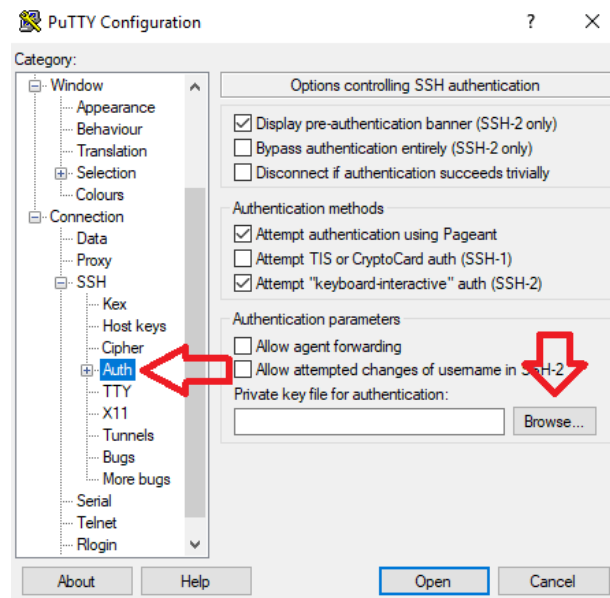 PuTTY Configuration
Category:
Window
Appearance
Behaviour
Translation
Selection
Colours
Connection
Data
Proxy
SSH
Kex
Host keys
Cipher
Auth
TTY
X11
Tunnels
Bugs
More bugs
Serial
Telnet
Rlogin
Options controlling SSH authentication
Display pre-authentication banner (SSH-2 only)
Bypass authentication entirely (SSH-2 only)
Disconnect if authentication succeeds trivially
Authentication methods
Attempt authentication using Pageant
Attempt TIS or CryptoCard auth (SSH-1)
Attempt "keyboard-interactive" auth (SSH-2)
Authentication parameters
Allow agent forwarding
Allow attempted changes of username in SSH-2
Private key file for authentication:
Browse...
About
Help
Open
Cancel